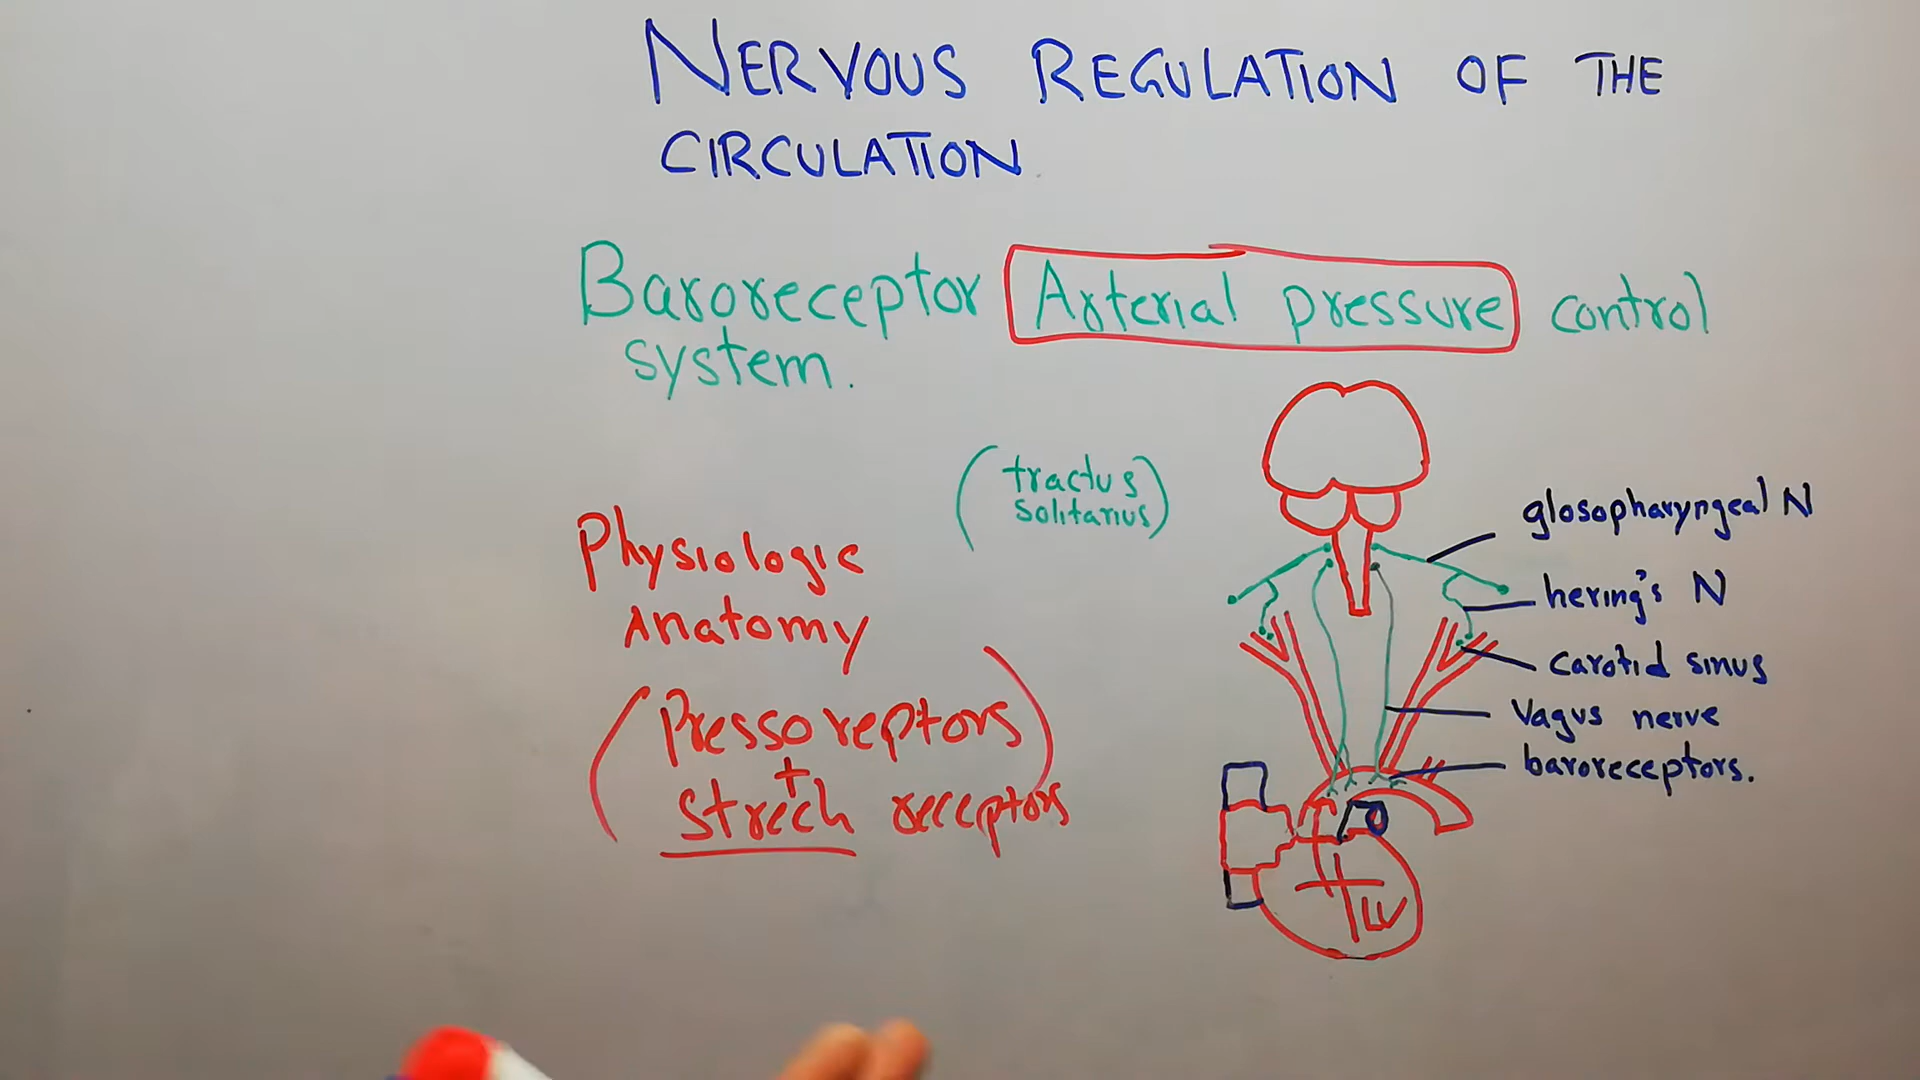 NERVOUS REGULATION OF THE
CIRCULATION
Baroreceptor Arterial pressure control
system.
(tractus
solitarius)
Physiologic
Anatomy
(Pressoreptors)
+
strech receptors
glosopharyngeal N
hering's N
carotid sinus
Vagus nerve
baroreceptors.
LV